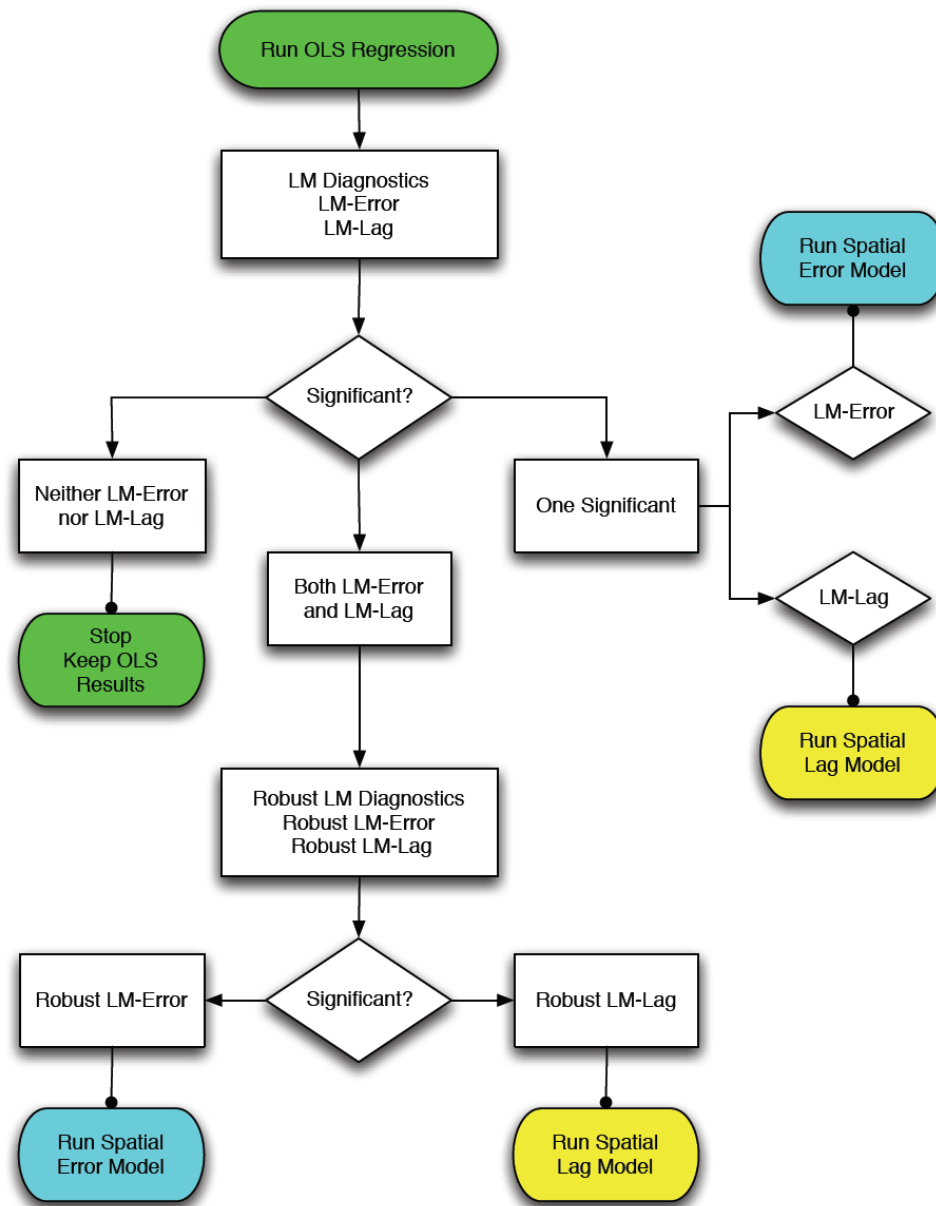 Run OLS Regression
LM Diagnostics
LM-Error
LM-Lag
Run Spatial
Error Model
Significant?
LM-Error
Neither LM-Error
nor LM-Lag
One Significant
Both LM-Error
and LM-Lag
LM-Lag
Stop
Keep OLS
Results
Run Spatial
Lag Model
Robust LM Diagnostics
Robust LM-Error
Robust LM-Lag
Robust LM-Error
Significant?
Robust LM-Lag
Run Spatial
Error Model
Run Spatial
Lag Model